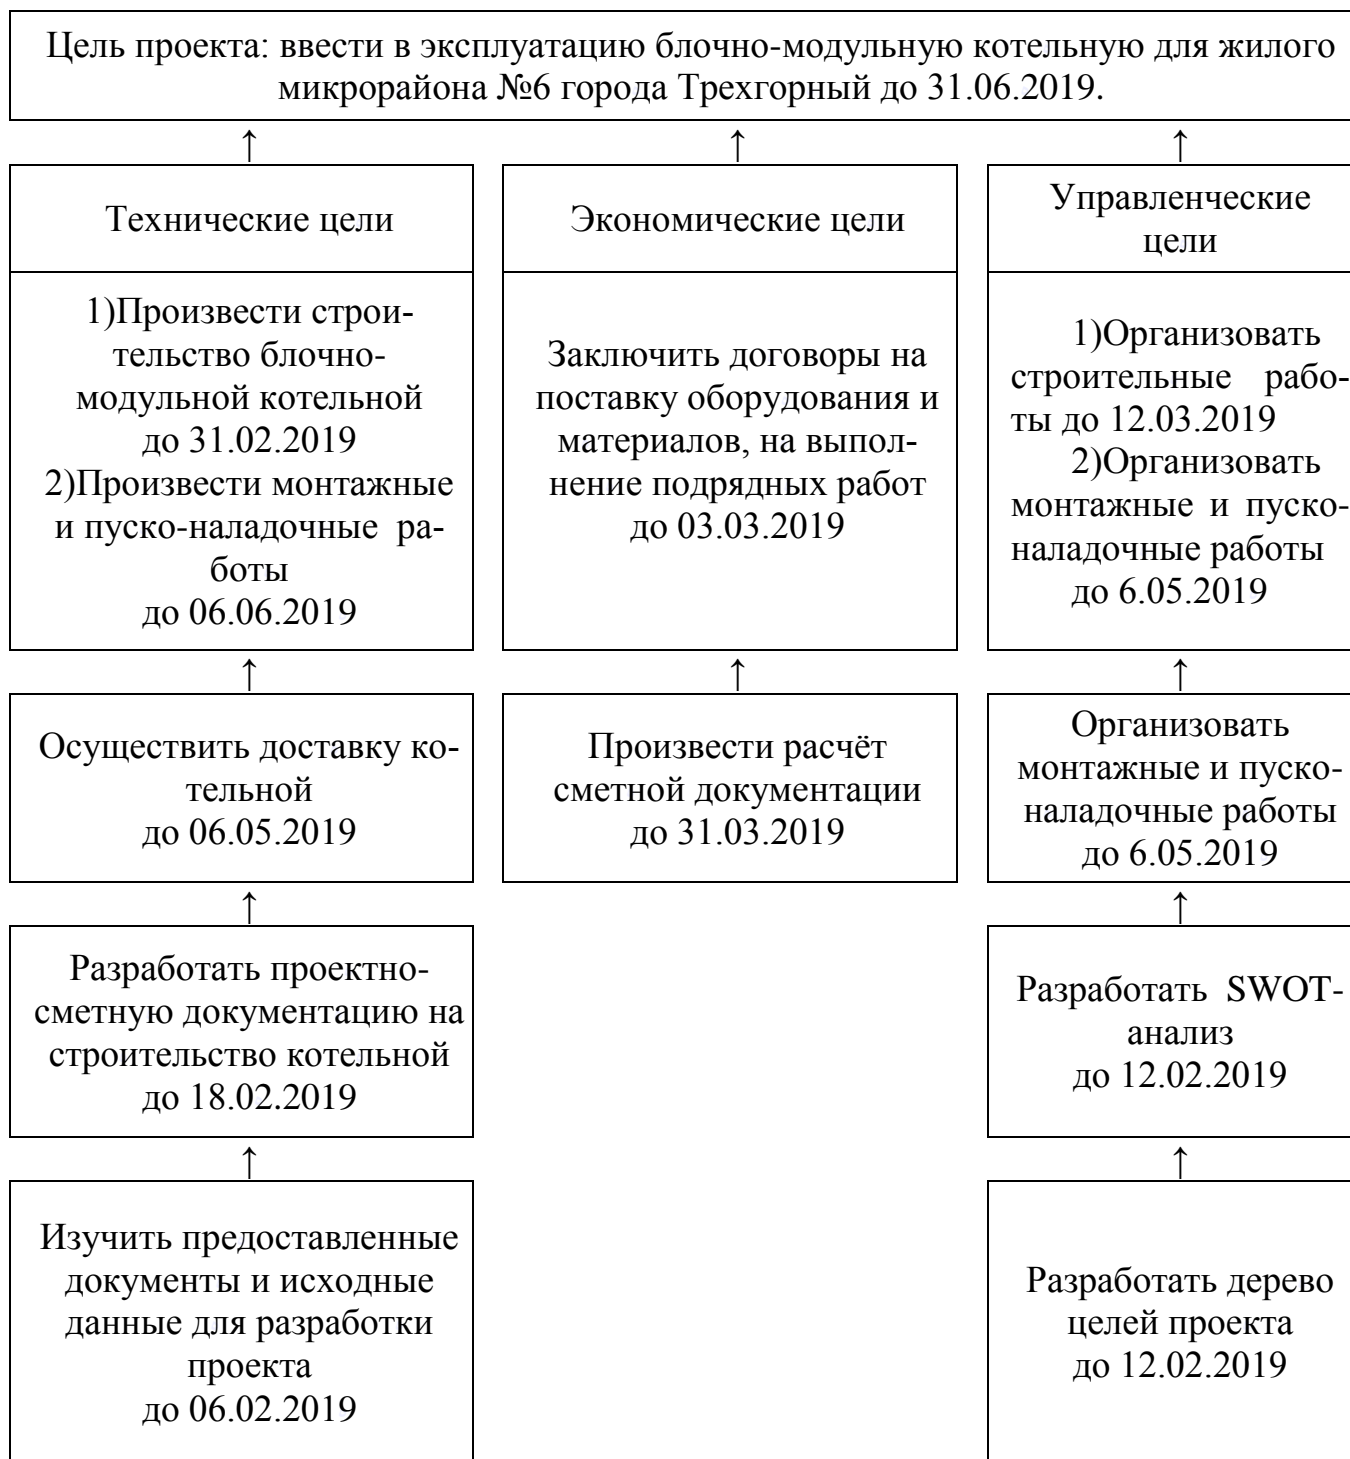 Цель проекта: ввести в эксплуатацию блочно-модульную котельную для жилого
микрорайона №6 города Трехгорный до 31.06.2019.
↑
↑
↑
Технические цели
Экономические цели
Управленческие
цели
1)Произвести строи-
тельство блочно-
модульной котельной
до 31.02.2019
2)Произвести монтажные
и пуско-наладочные ра-
боты
до 06.06.2019
Заключить договоры на
поставку оборудования и
материалов, на выпол-
нение подрядных работ
до 03.03.2019
1)Организовать
строительные рабо-
ты до 12.03.2019
2)Организовать
монтажные и пуско-
наладочные работы
до 6.05.2019
↑
↑
↑
Осуществить доставку ко-
тельной
до 06.05.2019
Произвести расчёт
сметной документации
до 31.03.2019
Организовать
монтажные и пуско-
наладочные работы
до 6.05.2019
↑
↑
Разработать проектно-
сметную документацию на
строительство котельной
до 18.02.2019
Разработать SWOT-
анализ
до 12.02.2019
↑
↑
Изучить предоставленные
документы и исходные
данные для разработки
проекта
до 06.02.2019
Разработать дерево
целей проекта
до 12.02.2019